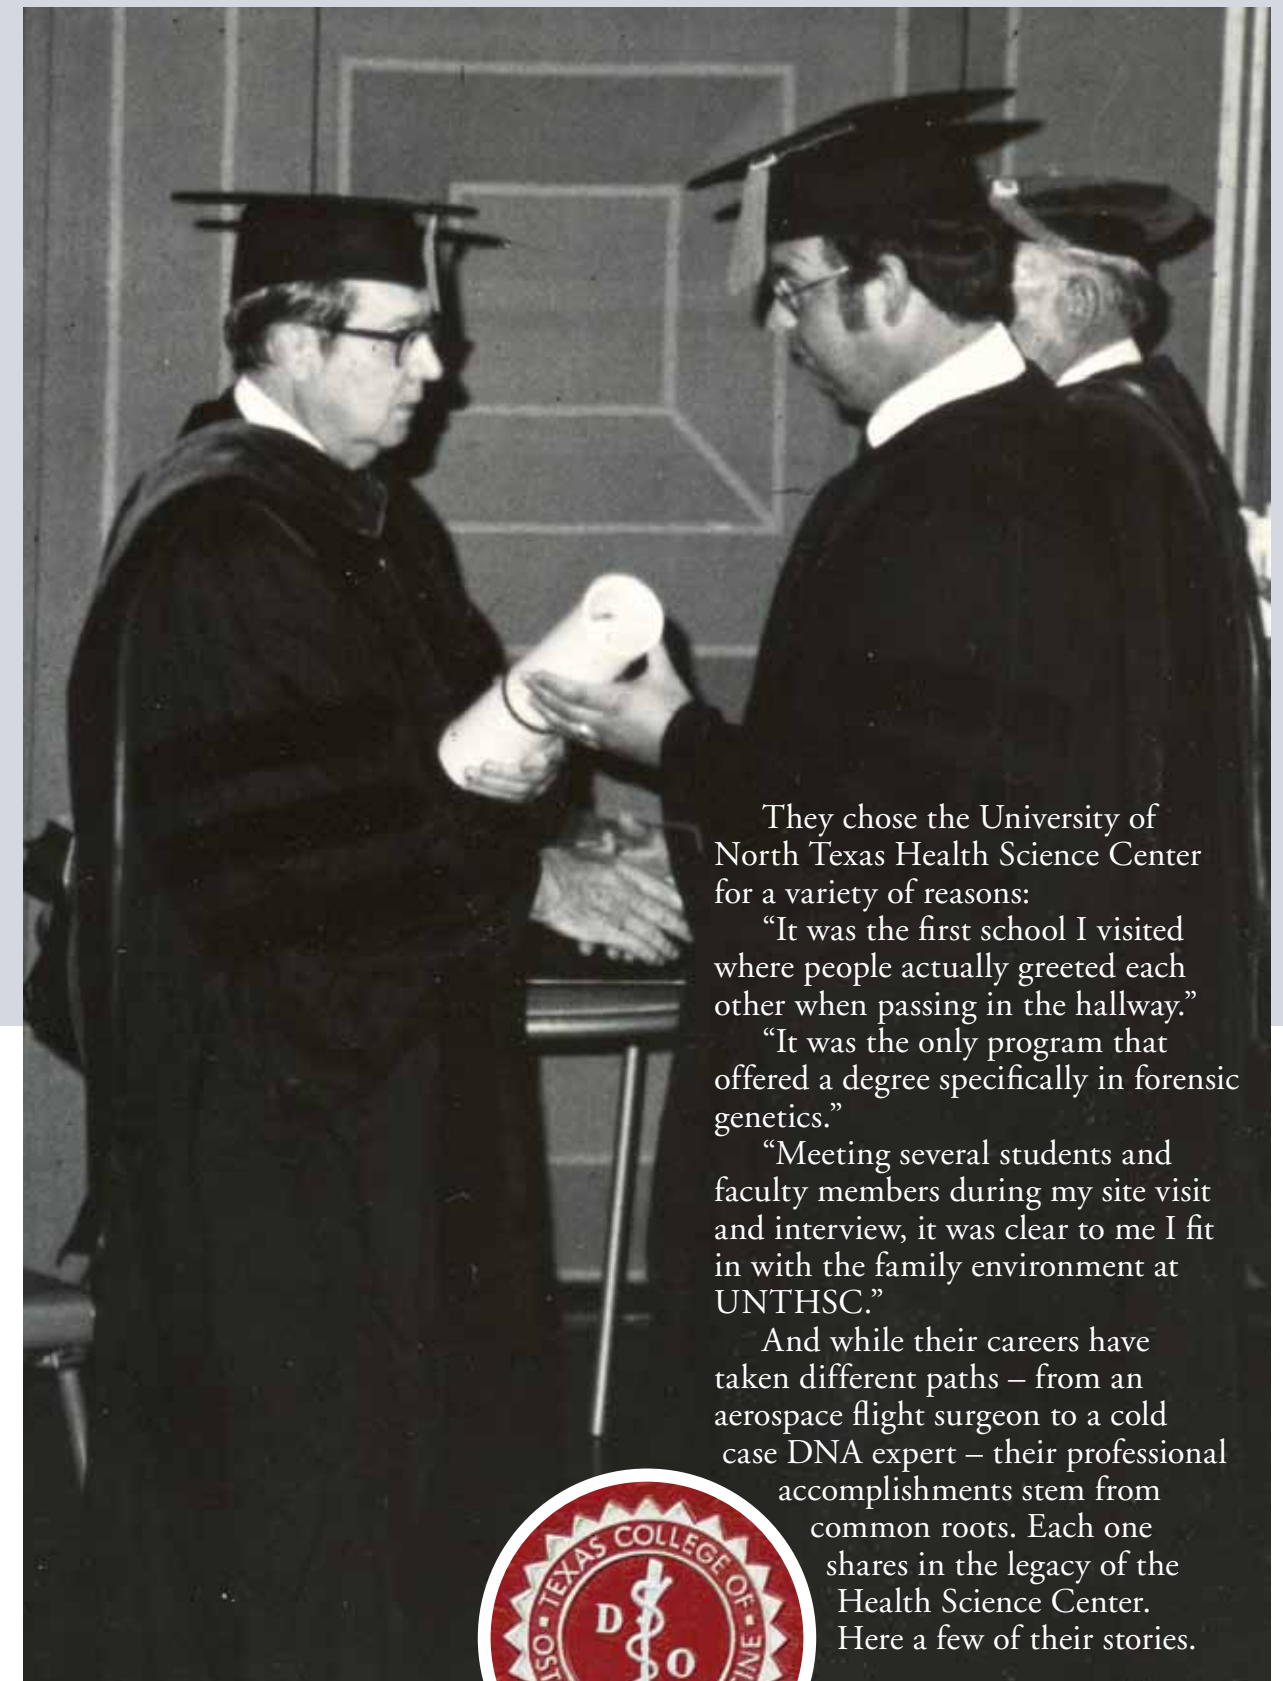 They chose the University of
North Texas Health Science Center
for a variety of reasons:
“It was the first school I visited
where people actually greeted each
other when passing in the hallway.”
“It was the only program that
offered a degree specifically in forensic
genetics.”
“Meeting several students and
faculty members during my site visit
and interview, it was clear to me I fit
in with the family environment at
UNTHSC.”
And while their careers have
taken different paths – from an
aerospace flight surgeon to a cold
case DNA expert – their professional
accomplishments stem from
common roots. Each one
shares in the legacy of the
Health Science Center.
Here a few of their stories.
TEXAS COLLEGE OF
D O